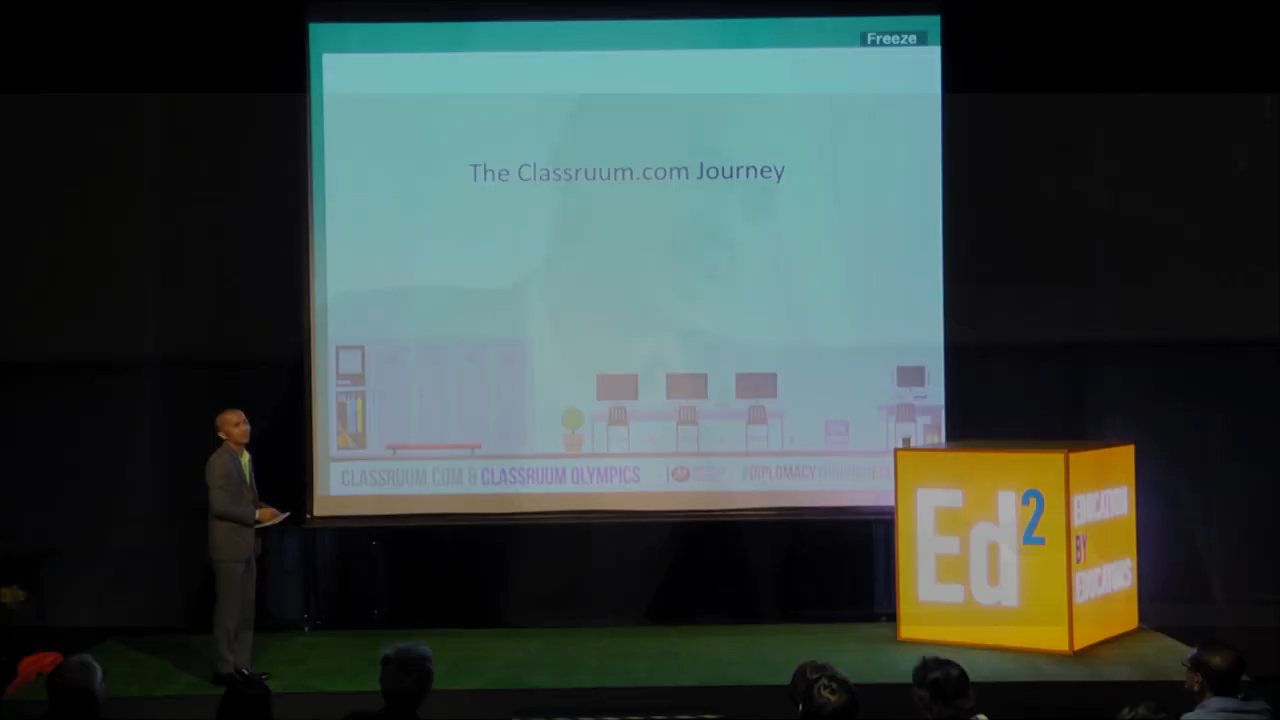 Freeze
The Classruum.com Journey
CLASSRUUM.COM & CLASSRUUM OLYMPICS
#DIPLOMACY
Ed2
EDUCATION
BY
EDUCATORS